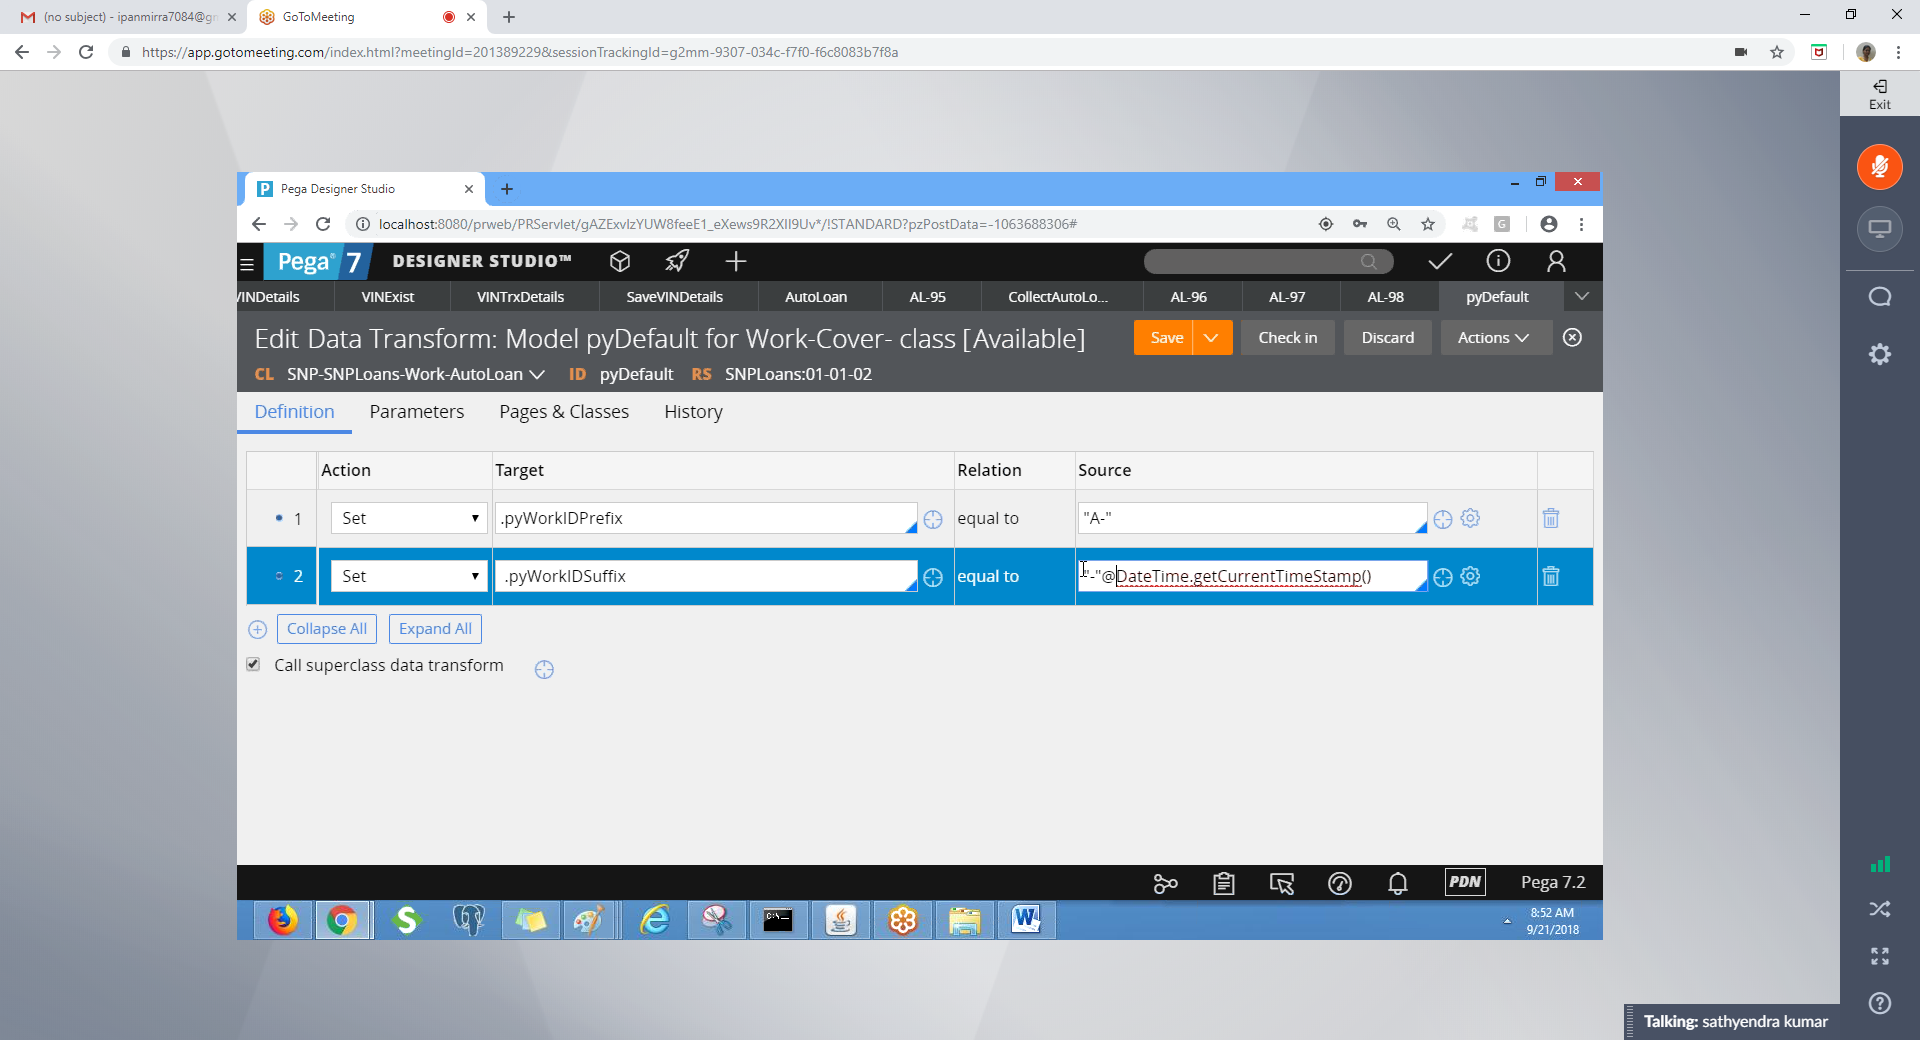 (no subject) - ipanmirra7084@gm
GoToMeeting
https://app.gotomeeting.com/index.html?meetingId=201389229&sessionTrackingId=g2mm-9307-034c-f7f0-f6c8083b7f8a
Exit
Pega Designer Studio
localhost:8080/prweb/PRServlet/gAZExvlzYUW8feeE1_eXews9R2XII9Uv*/!STANDARD?pzPostData=-1063688306#
Pega 7 DESIGNER STUDIO™
VINDetails VINExist VINTrxDetails SaveVINDetails AutoLoan AL-95 CollectAutoLo... AL-96 AL-97 AL-98 pyDefault
Edit Data Transform: Model pyDefault for Work-Cover- class [Available]
Save Check in Discard Actions
CL SNP-SNPLoans-Work-AutoLoan ID pyDefault RS SNPLoans:01-01-02
Definition Parameters Pages & Classes History
Action Target Relation Source
1 Set .pyWorkIDPrefix equal to "A-"
2 Set .pyWorkIDSuffix equal to "-"@DateTime.getCurrentTimeStamp()
Collapse All Expand All
Call superclass data transform
PDN Pega 7.2
C:\_
W
8:52 AM
9/21/2018
Talking: sathyendra kumar